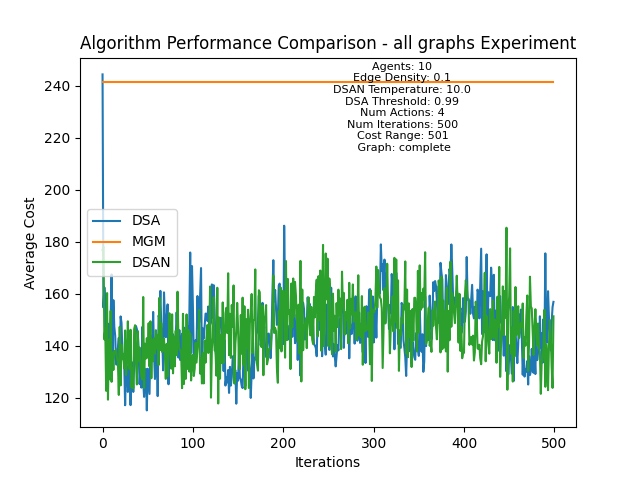 Algorithm Performance Comparison - all graphs Experiment
Agents: 10
Edge Density: 0.1
DSAN Temperature: 10.0
DSA Threshold: 0.99
Num Actions: 4
Num Iterations: 500
Cost Range: 501
Graph: complete
240
220
200
180
160
140
120
Average Cost
DSA
MGM
DSAN
0 100 200 300 400 500
Iterations